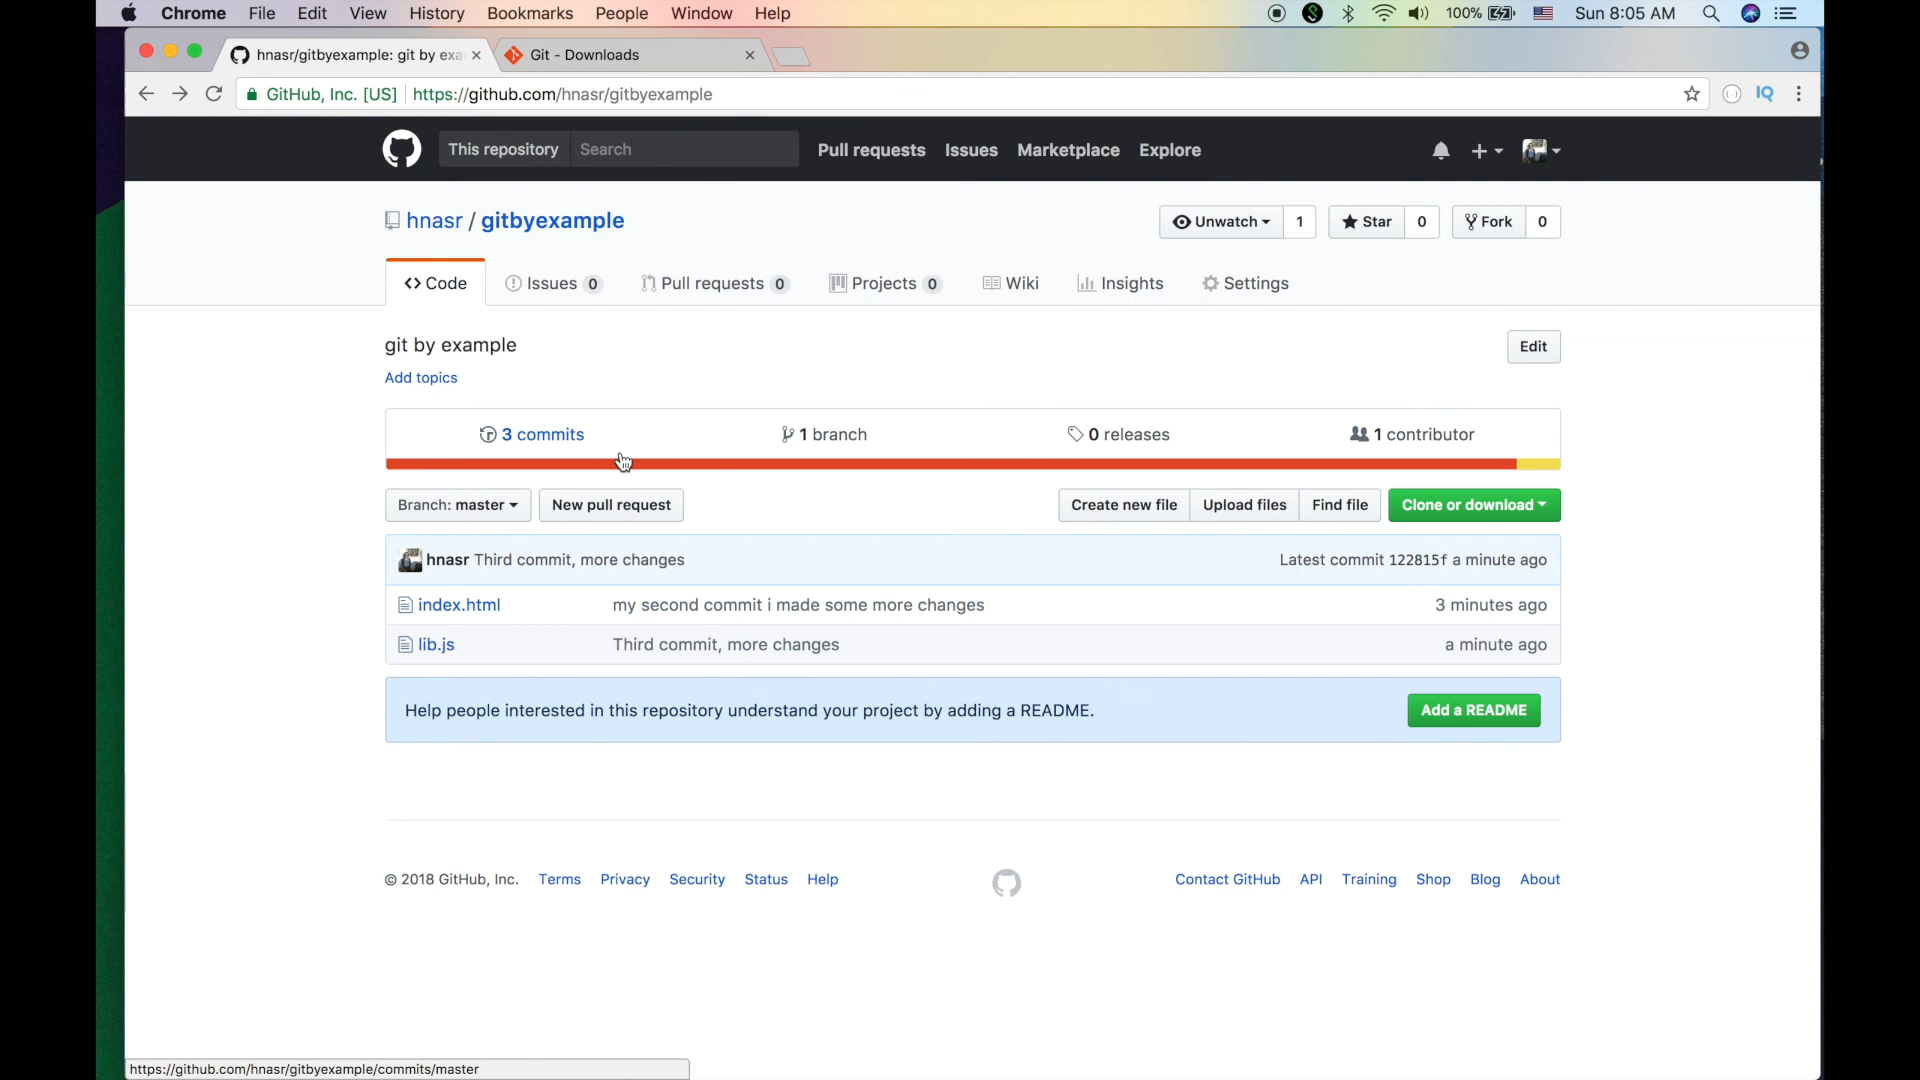 Chrome File Edit View History Bookmarks People Window Help 100% Sun 8:05 AM
hnasr/gitbyexample: git by exa Git - Downloads
GitHub, Inc. [US] https://github.com/hnasr/gitbyexample IQ
This repository Search Pull requests Issues Marketplace Explore
hnasr / gitbyexample Unwatch 1 Star 0 Fork 0
Code Issues 0 Pull requests 0 Projects 0 Wiki Insights Settings
git by example Edit
Add topics
3 commits 1 branch 0 releases 1 contributor
Branch: master New pull request Create new file Upload files Find file Clone or download
hnasr Third commit, more changes Latest commit 122815f a minute ago
index.html my second commit i made some more changes 3 minutes ago
lib.js Third commit, more changes a minute ago
Help people interested in this repository understand your project by adding a README. Add a README
© 2018 GitHub, Inc. Terms Privacy Security Status Help Contact GitHub API Training Shop Blog About
https://github.com/hnasr/gitbyexample/commits/master